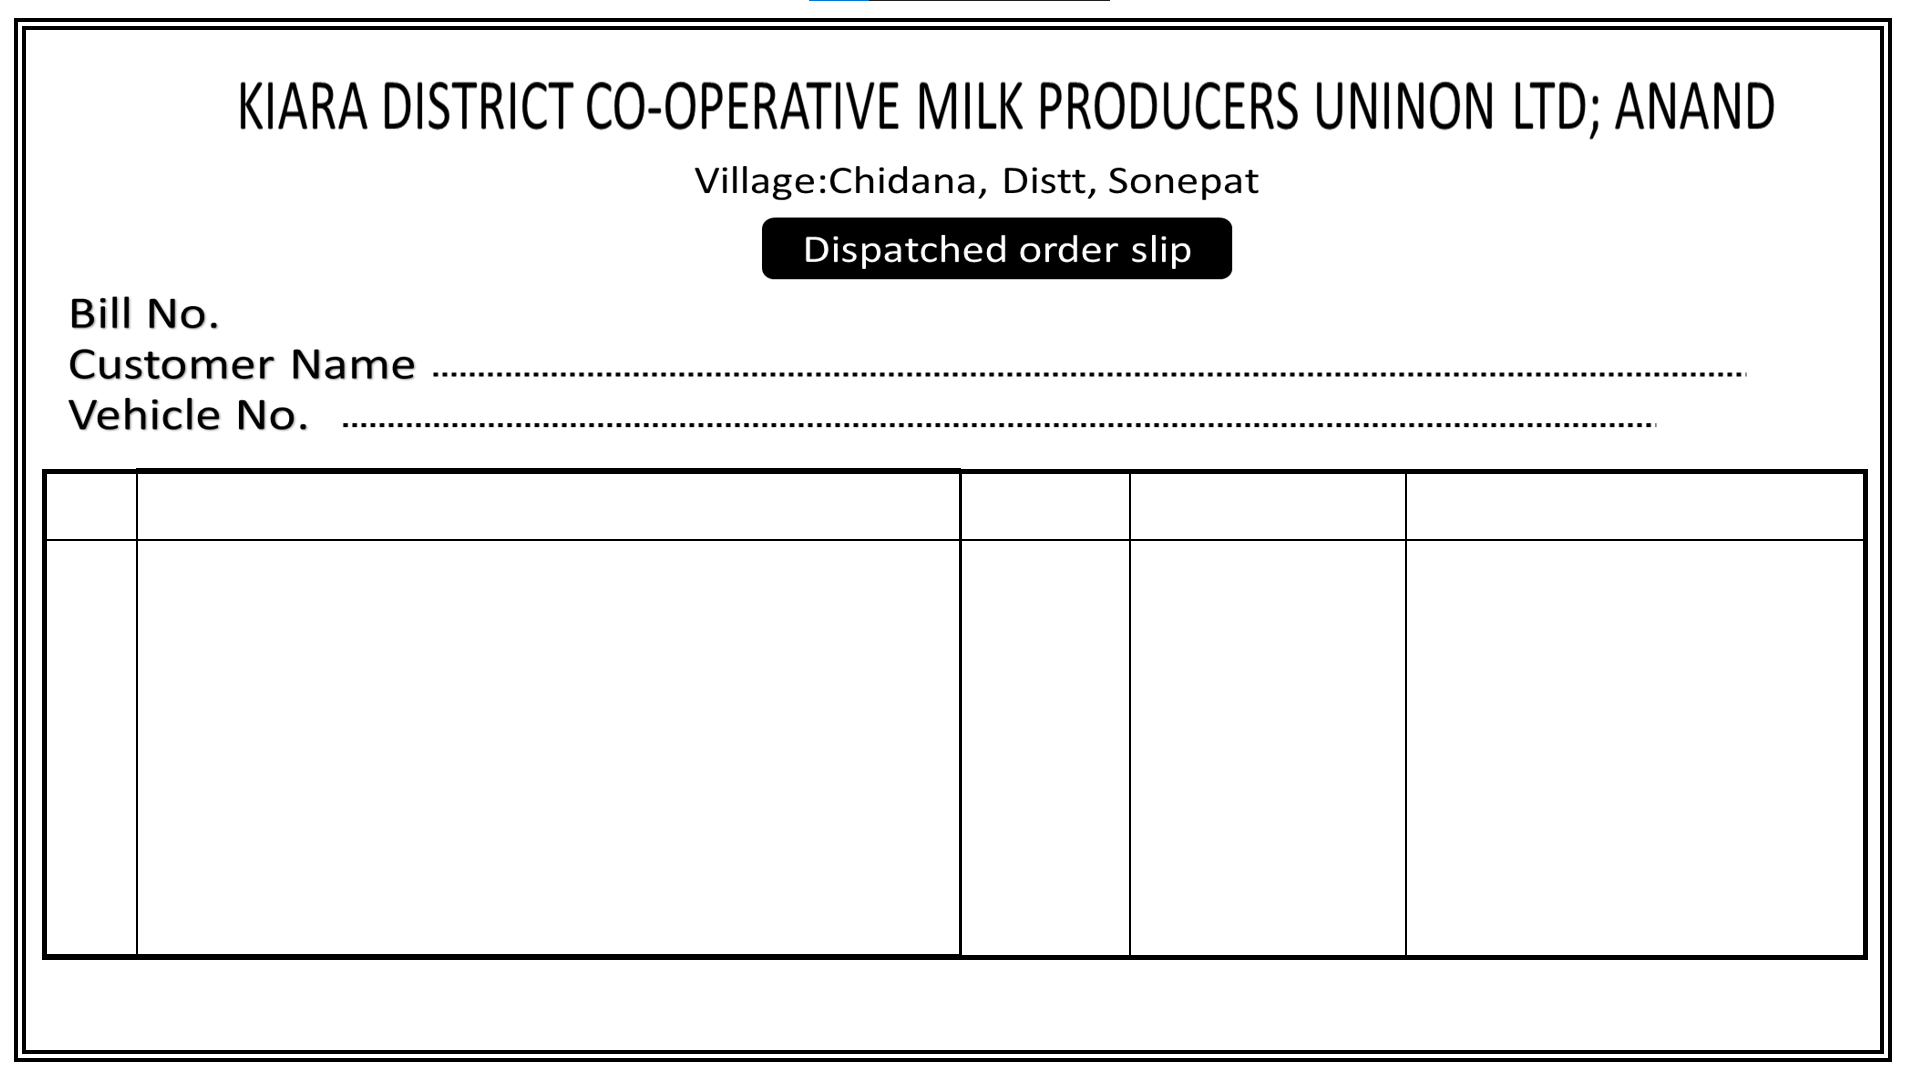 KIARA DISTRICT CO-OPERATIVE MILK PRODUCERS UNINON LTD; ANAND
Village:Chidana, Distt, Sonepat
Dispatched order slip
Bill No.
Customer Name ................................................................
Vehicle No. ................................................................